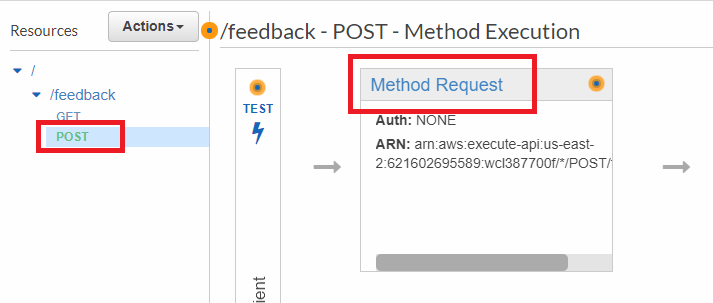 Resources
Actions
/feedback - POST - Method Execution
/
/feedback
GET
POST
TEST
Method Request
Auth: NONE
ARN: arn:aws:execute-api:us-east-
2:621602695589:wcl387700f/*/POST/